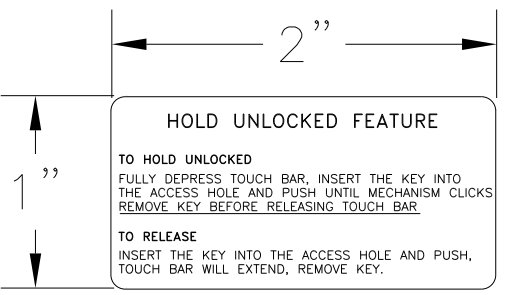 2”
1”
HOLD UNLOCKED FEATURE
TO HOLD UNLOCKED
FULLY DEPRESS TOUCH BAR, INSERT THE KEY INTO
THE ACCESS HOLE AND PUSH UNTIL MECHANISM CLICKS
REMOVE KEY BEFORE RELEASING TOUCH BAR
TO RELEASE
INSERT THE KEY INTO THE ACCESS HOLE AND PUSH,
TOUCH BAR WILL EXTEND, REMOVE KEY.